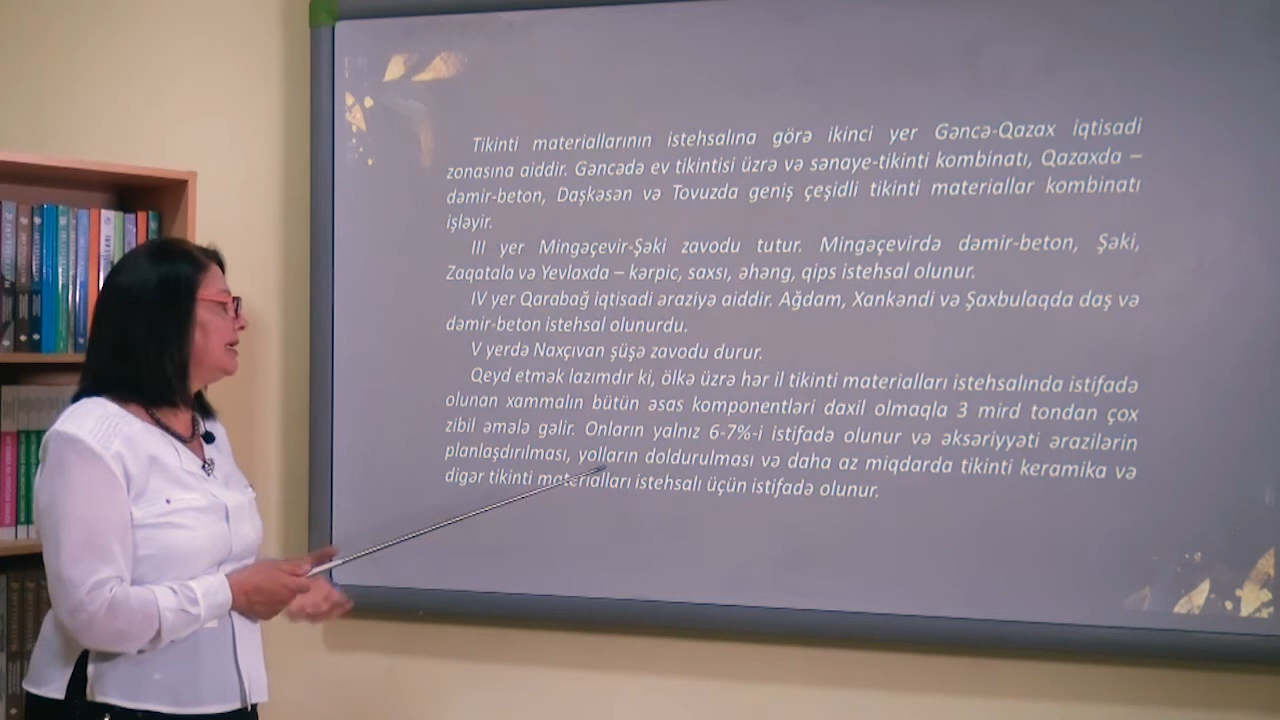 Tikinti materiallarının istehsalına görə ikinci yer Gəncə-Qazax iqtisadi
zonasına aiddir. Gəncədə ev tikintisi üzrə və sənaye-tikinti kombinatı, Qazaxda –
dəmir-beton, Daşkəsən və Tovuzda geniş çeşidli tikinti materiallar kombinatı
işləyir.
III yer Mingəçevir-Şəki zavodu tutur. Mingəçevirdə dəmir-beton, Şəki,
Zaqatala və Yevlaxda – kərpic, saxsı, əhəng, qips istehsal olunur.
IV yer Qarabağ iqtisadi əraziyə aiddir. Ağdam, Xankəndi və Şaxbulaqda daş və
dəmir-beton istehsal olunurdu.
V yerdə Naxçıvan şüşə zavodu durur.
Qeyd etmək lazımdır ki, ölkə üzrə hər il tikinti materialları istehsalında istifadə
olunan xammalın bütün əsas komponentləri daxil olmaqla 3 mird tondan çox
zibil əmələ gəlir. Onların yalnız 6-7%-i istifadə olunur və əksəriyyəti ərazilərin
planlaşdırılması, yolların doldurulması və daha az miqdarda tikinti keramika və
digər tikinti materialları istehsalı üçün istifadə olunur.